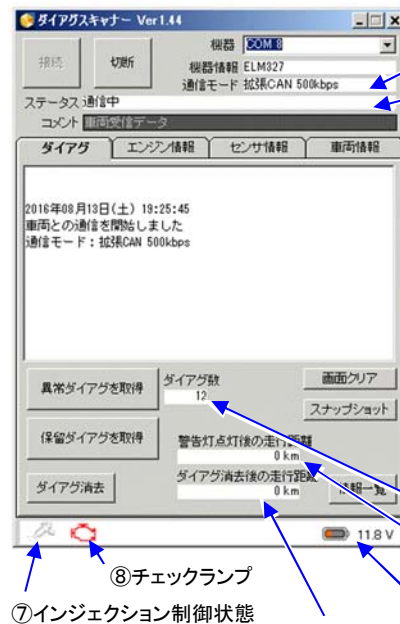 ダイアグスキャナー Ver1.44
接続
切断
機器 COM 8
機器情報 ELM327
通信モード 拡張CAN 500kbps
ステータス 通信中
コメント 車両受信データ
ダイアグ
エンジン情報
センサ情報
車両情報
2016年08月13日(土) 19:25:45
車両との通信を開始しました
通信モード：拡張CAN 500kbps
異常ダイアグを取得
ダイアグ数
12
画面クリア
スナップショット
保留ダイアグを取得
警告灯点灯後の走行距離
0 km
ダイアグ消去
ダイアグ消去後の走行距離
0 km
情報一覧
11.8 V
⑧チェックランプ
⑦インジェクション制御状態